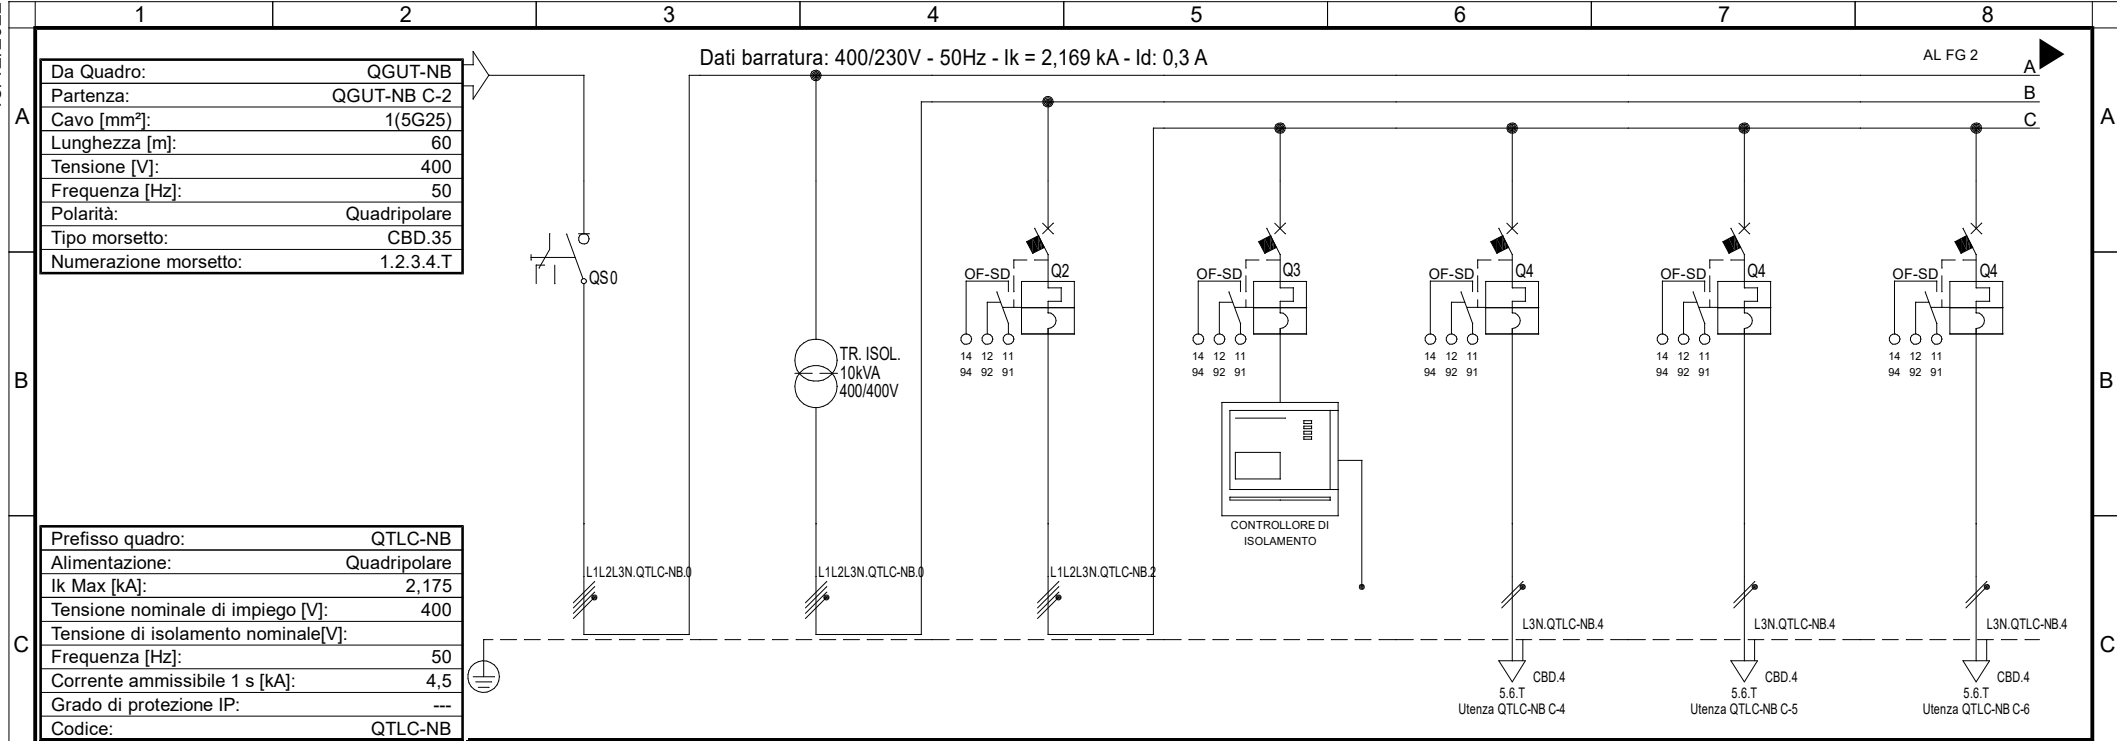 1 2 3 4 5 6 7 8
Dati barratura: 400/230V - 50Hz - Ik = 2,169 kA - Id: 0,3 A
AL FG 2
A
B
C
A
A
Da Quadro: QGUT-NB
Partenza: QGUT-NB C-2
Cavo [mm²]: 1(5G25)
Lunghezza [m]: 60
Tensione [V]: 400
Frequenza [Hz]: 50
Polarità: Quadripolare
Tipo morsetto: CBD.35
Numerazione morsetto: 1.2.3.4.T
QS0
OF-SD Q2
14 12 11
94 92 91
OF-SD Q3
14 12 11
94 92 91
OF-SD Q4
14 12 11
94 92 91
OF-SD Q4
14 12 11
94 92 91
OF-SD Q4
14 12 11
94 92 91
TR. ISOL.
10kVA
400/400V
B
B
CONTROLLORE DI
ISOLAMENTO
Prefisso quadro: QTLC-NB
Alimentazione: Quadripolare
Ik Max [kA]: 2,175
Tensione nominale di impiego [V]: 400
Tensione di isolamento nominale[V]:
Frequenza [Hz]: 50
Corrente ammissibile 1 s [kA]: 4,5
Grado di protezione IP: ---
Codice: QTLC-NB
.L1L2L3N.QTLC-NB.0
.L1L2L3N.QTLC-NB.0
.L1L2L3N.QTLC-NB.2
L3N.QTLC-NB.4
L3N.QTLC-NB.4
L3N.QTLC-NB.4
C
C
CBD.4
5.6.T
Utenza QTLC-NB C-4
CBD.4
5.6.T
Utenza QTLC-NB C-5
CBD.4
5.6.T
Utenza QTLC-NB C-6